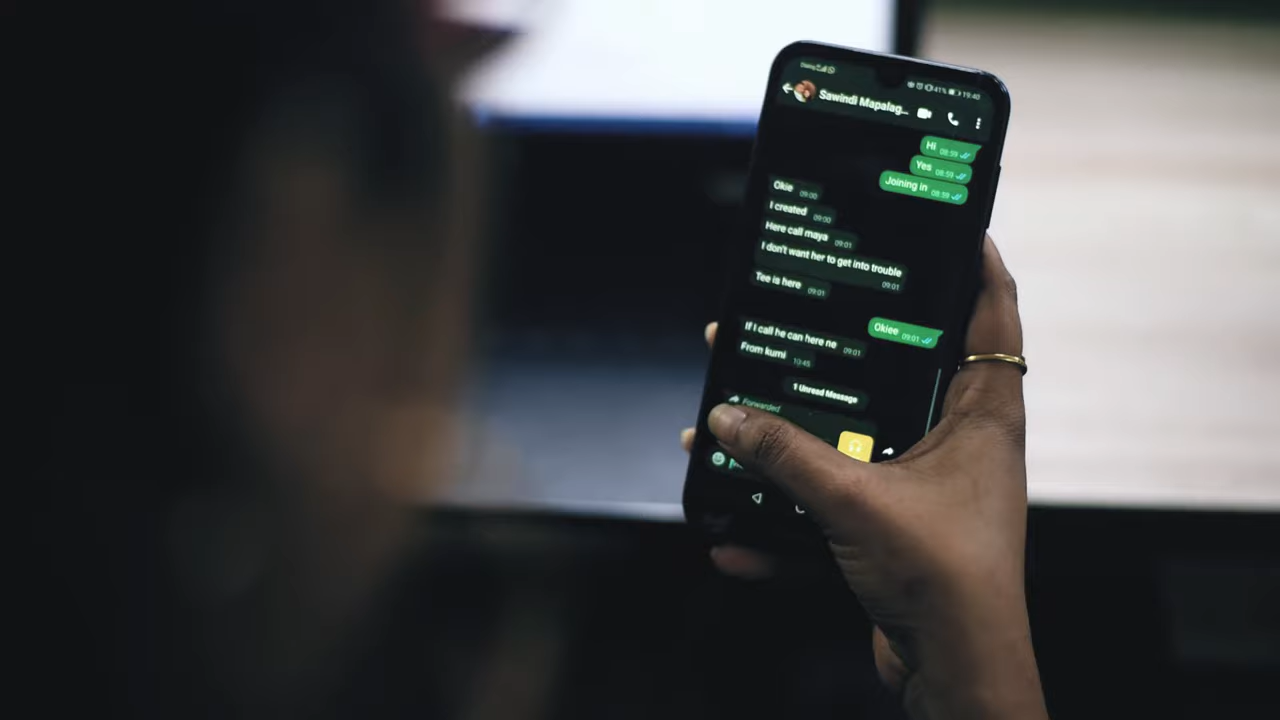 19:40
Sawindi Mapalag...
Hi 08:59
Yes 08:59
Joining in 08:59
Okie 09:00
I created 09:00
Here call maya 09:01
I don't want her to get into trouble
09:01
Tee is here 09:01
Okiee 09:01
If I call he can here ne 09:01
From kumi 10:45
1 Unread Message
Forwarded